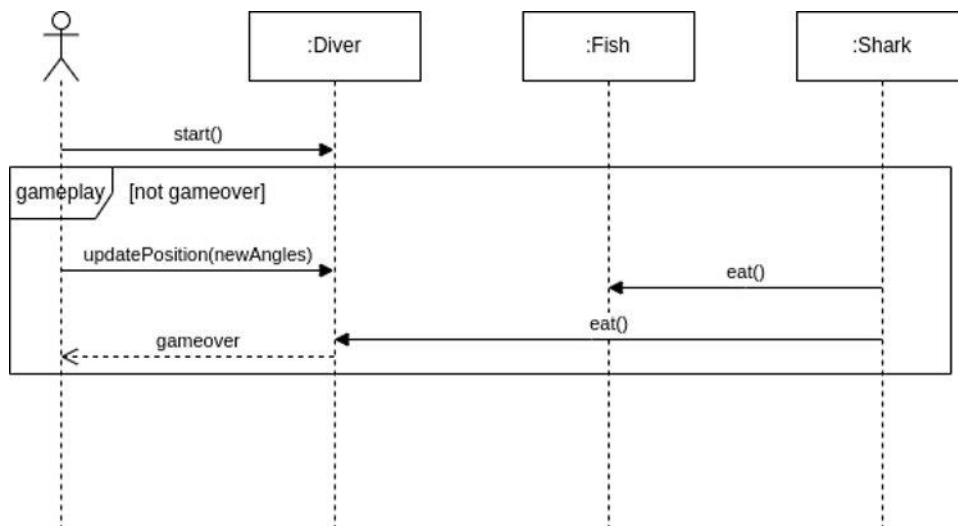 :Diver
:Fish
:Shark
start()
gameplay
[not gameover]
updatePosition(newAngles)
eat()
eat()
gameover